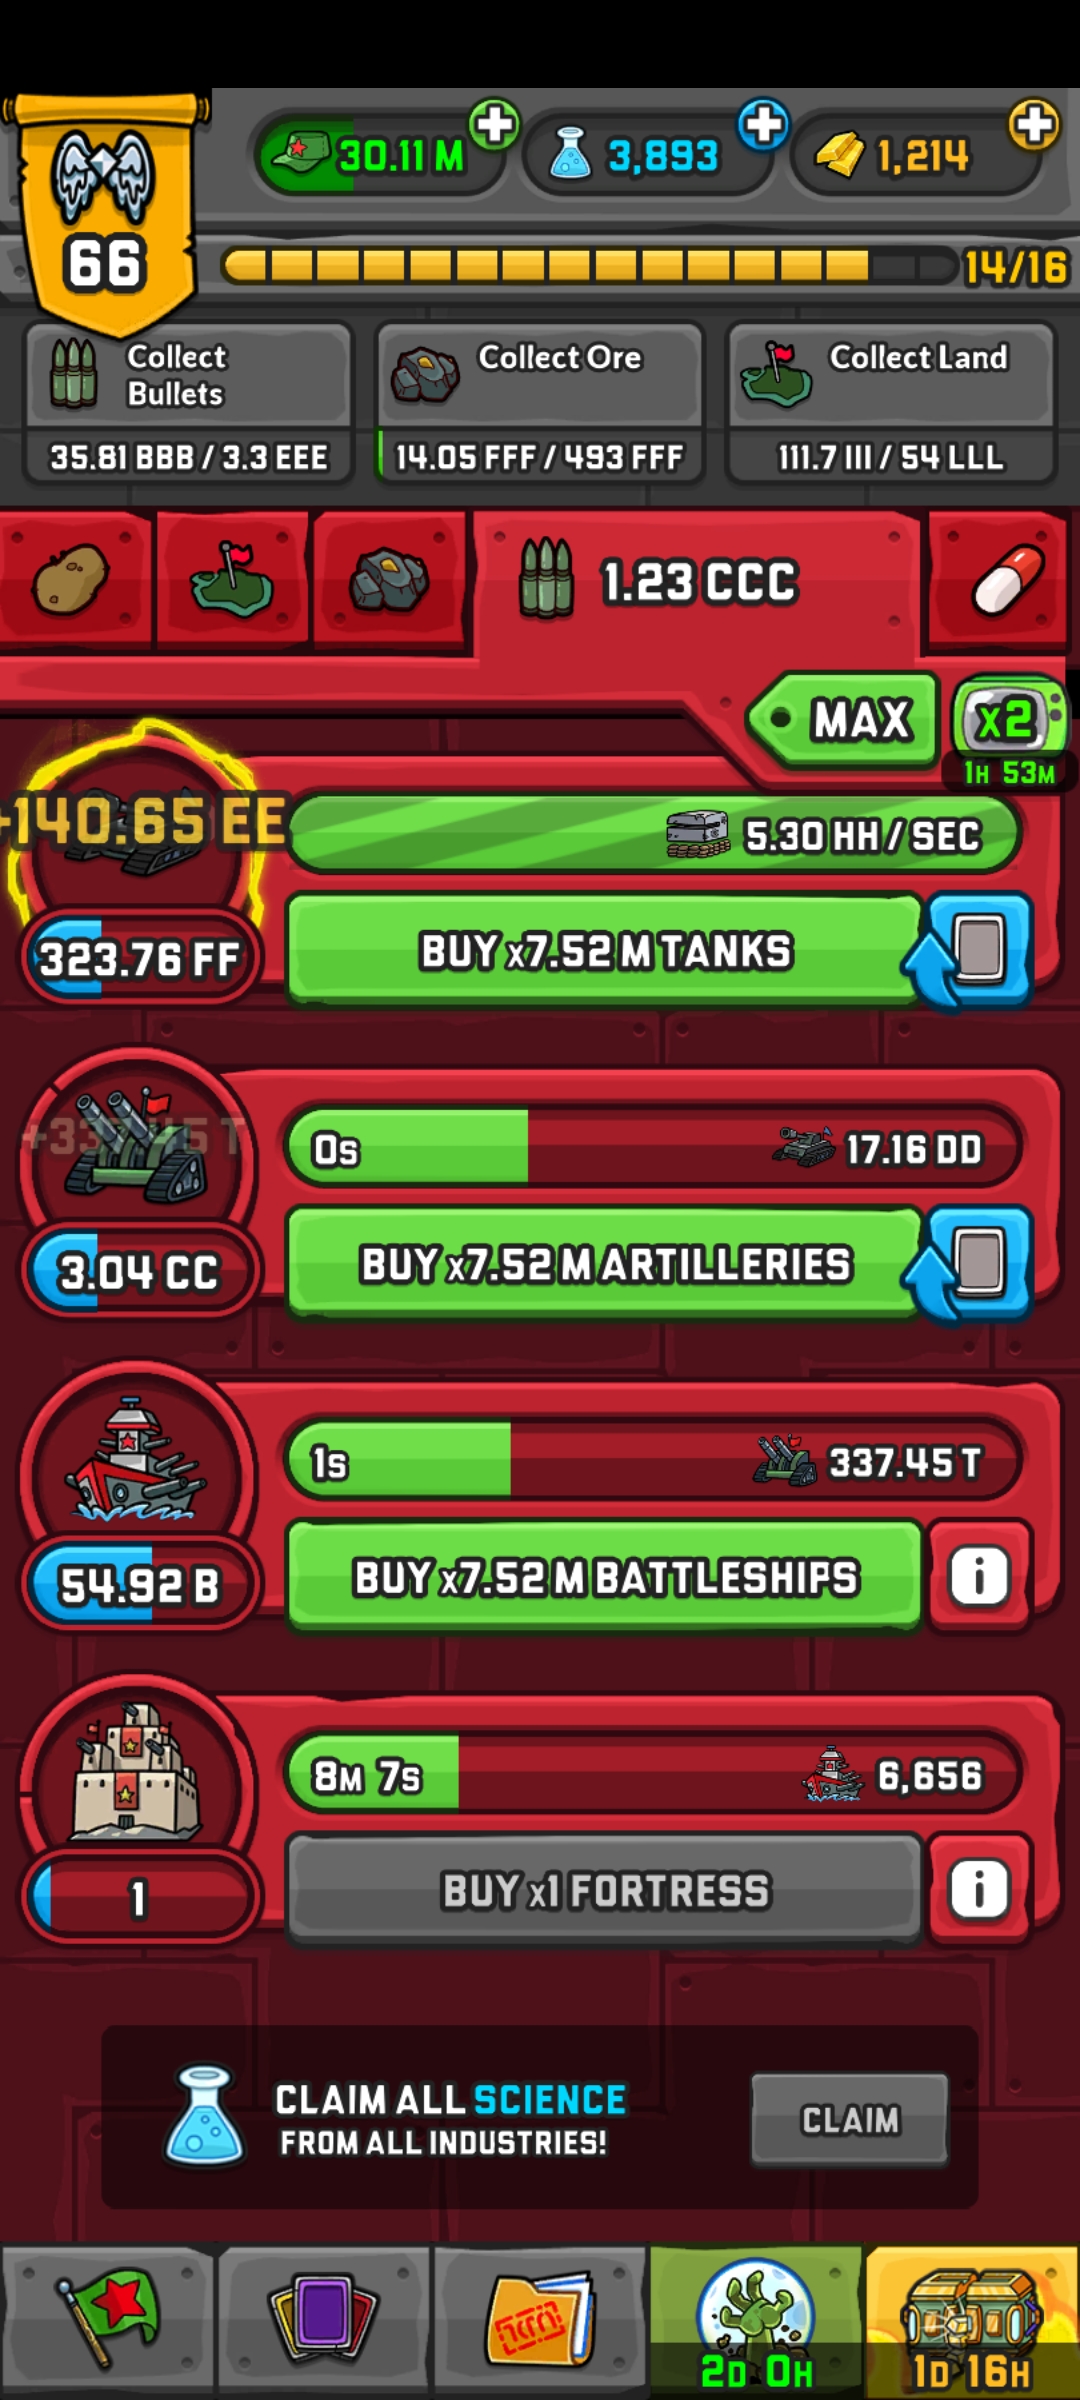 66
30.11 M
3,893
1,214
14/16
Collect
Bullets
35.81 BBB / 3.3 EEE
Collect Ore
14.05 FFF / 493 FFF
Collect Land
111.7 III / 54 LLL
1.23 CCC
MAX
x2
1H 53M
+140.65 EE
5.30 HH / SEC
323.76 FF
BUY x7.52 M TANKS
+337.45 T
0s
17.16 DD
3.04 CC
BUY x7.52 M ARTILLERIES
1s
337.45 T
54.92 B
BUY x7.52 M BATTLESHIPS
i
8M 7s
6,656
1
BUY x1 FORTRESS
i
CLAIM ALL SCIENCE
FROM ALL INDUSTRIES!
CLAIM
2D 0H
1D 16H